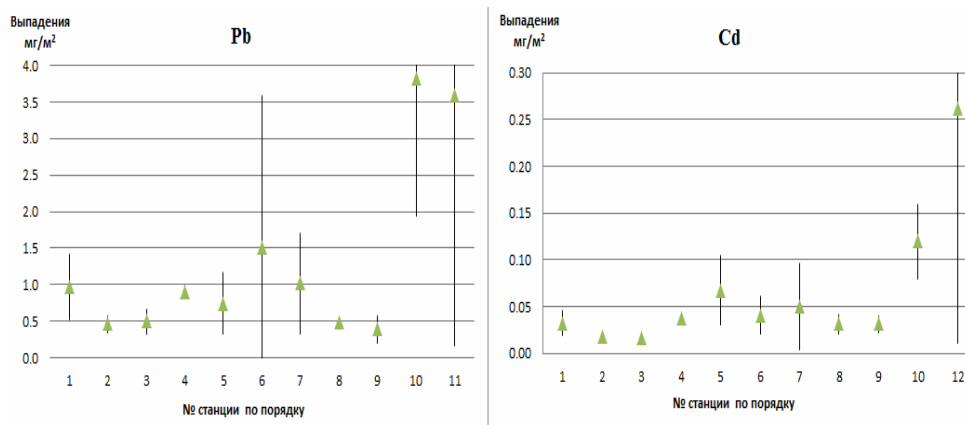 Выпадения
мг/м²
Pb
4.0
3.5
3.0
2.5
2.0
1.5
1.0
0.5
0.0
1 2 3 4 5 6 7 8 9 10 11
№ станции по порядку
Выпадения
мг/м²
Cd
0.30
0.25
0.20
0.15
0.10
0.05
0.00
1 2 3 4 5 6 7 8 9 10 12
№ станции по порядку